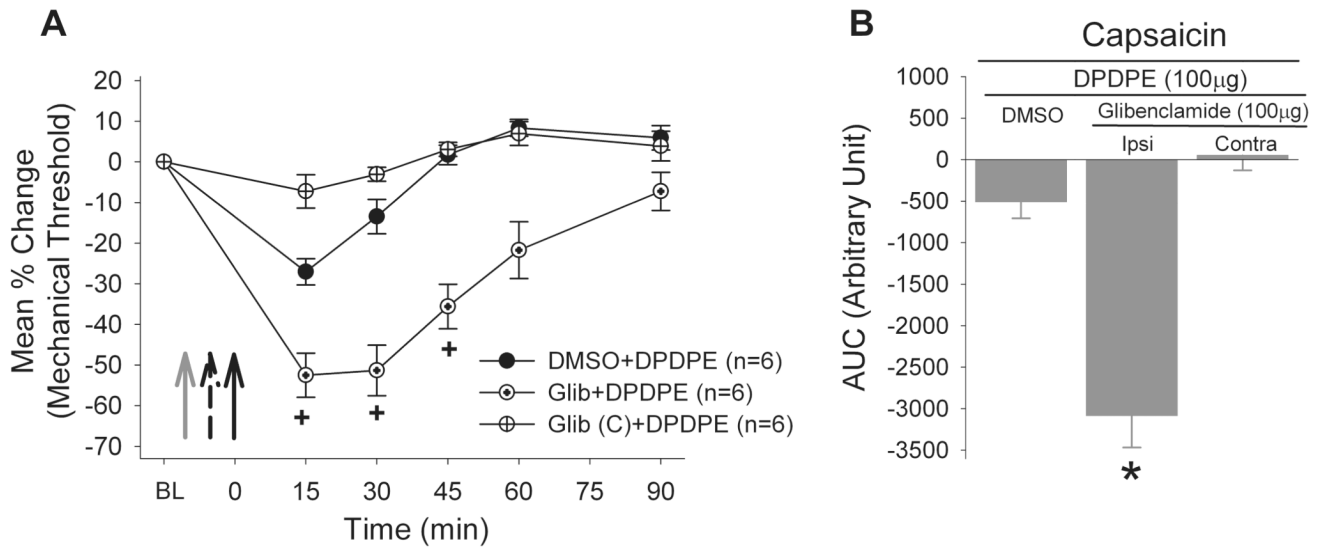 A
Mean % Change
(Mechanical Threshold)
20
10
0
-10
-20
-30
-40
-50
-60
-70
+
+
+
DMSO+DPDPE (n=6)
Glib+DPDPE (n=6)
Glib (C)+DPDPE (n=6)
BL 0 15 30 45 60 75 90
Time (min)
B
Capsaicin
DPDPE (100μg)
DMSO
Glibenclamide (100μg)
Ipsi
Contra
AUC (Arbitrary Unit)
1000
500
0
-500
-1000
-1500
-2000
-2500
-3000
-3500
*